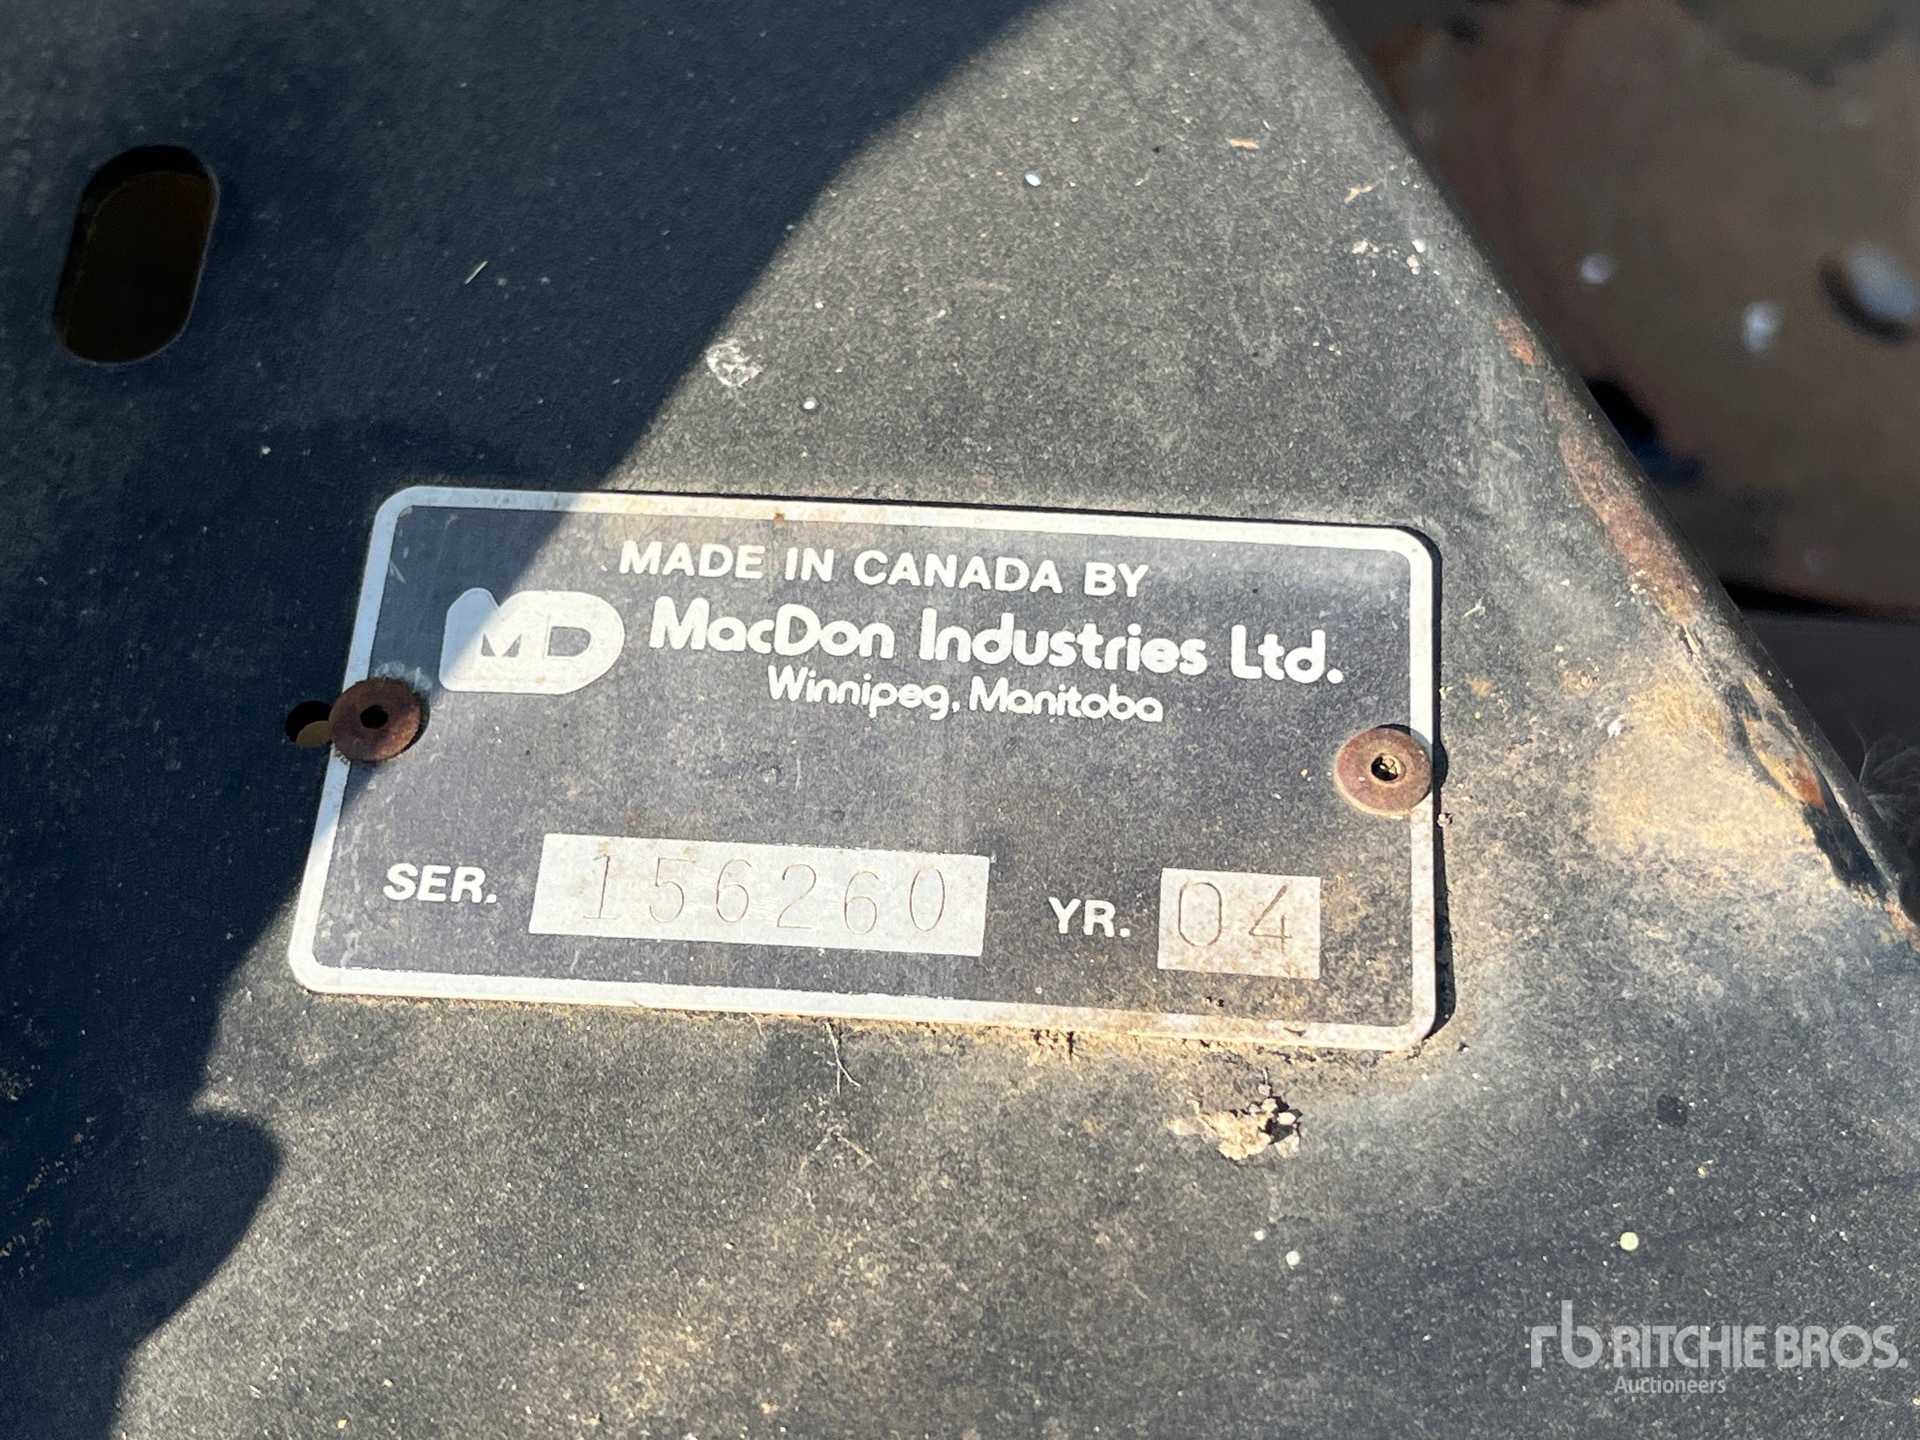 MADE IN CANADA BY
MD MacDon Industries Ltd.
Winnipeg, Manitoba
SER. 156260 YR. 04
rb RITCHIE BROS.
Auctioneers